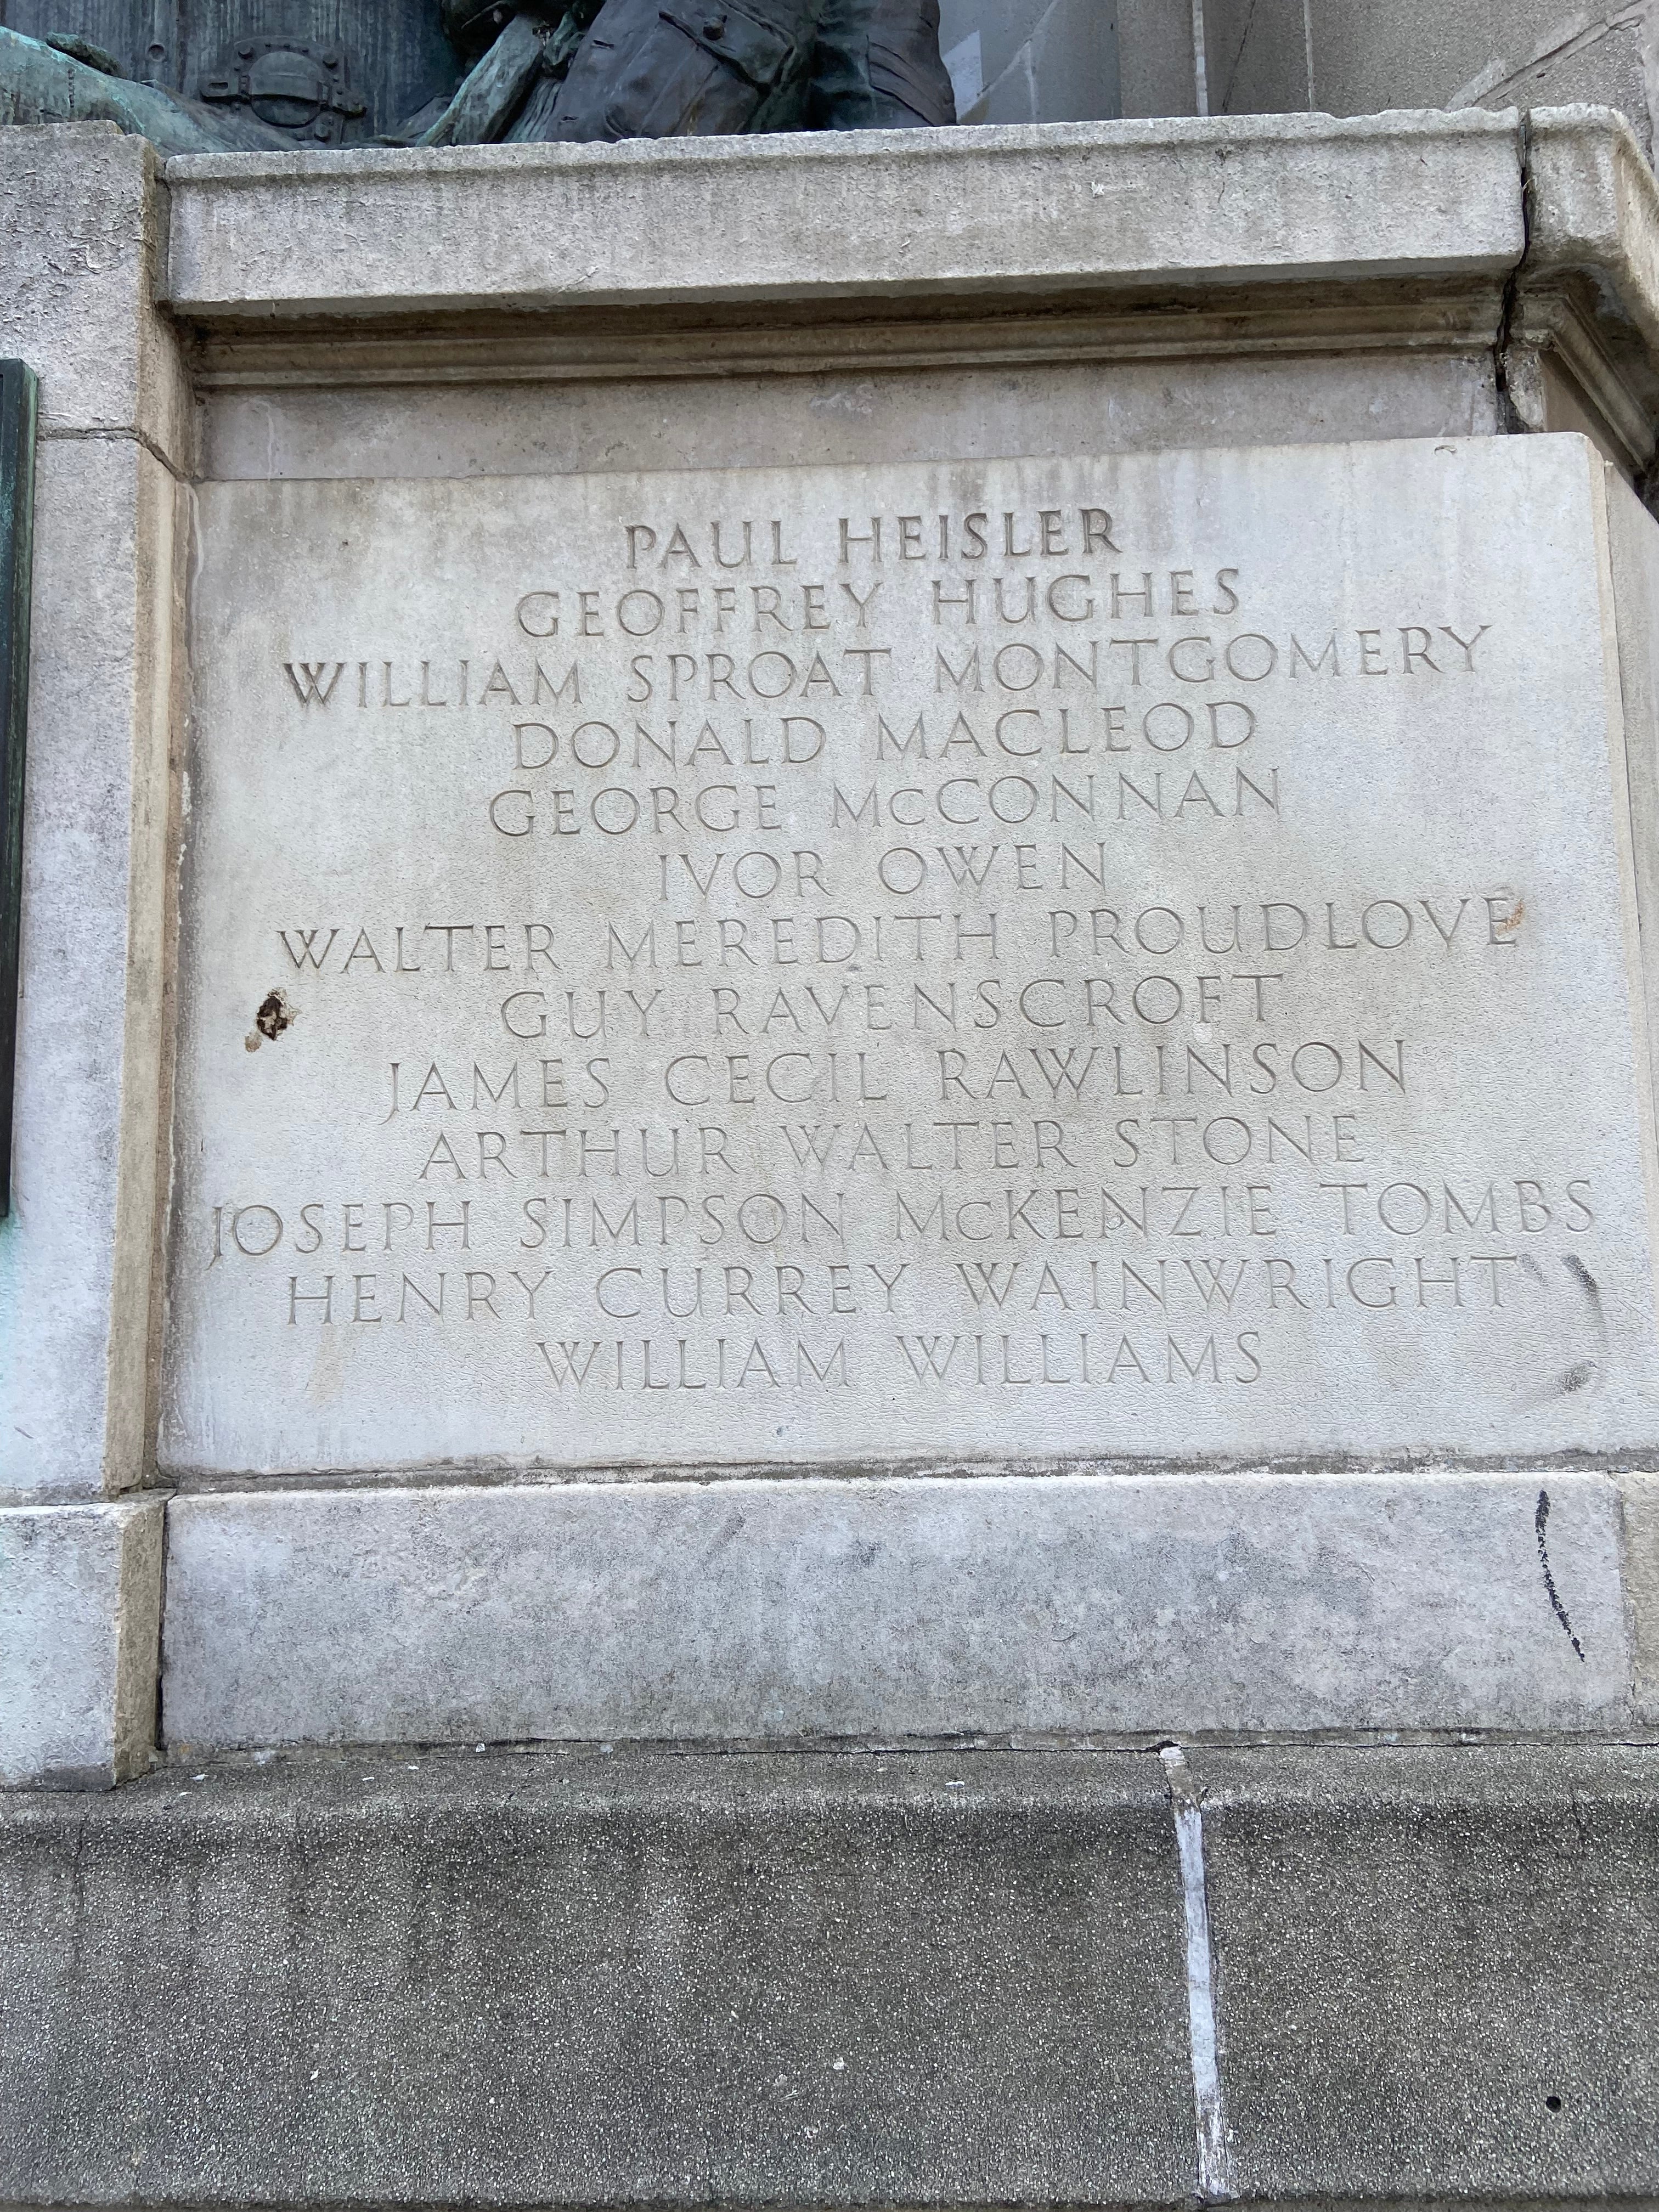 PAUL HEISLER
GEOFFREY HUGHES
WILLIAM SPROAT MONTGOMERY
DONALD MACLEOD
GEORGE McCONNAN
IVOR OWEN
WALTER MEREDITH PROUDLOVE
GUY RAVENSCROFT
JAMES CECIL RAWLINSON
ARTHUR WALTER STONE
JOSEPH SIMPSON McKENZIE TOMBS
HENRY CURREY WAINWRIGHT
WILLIAM WILLIAMS